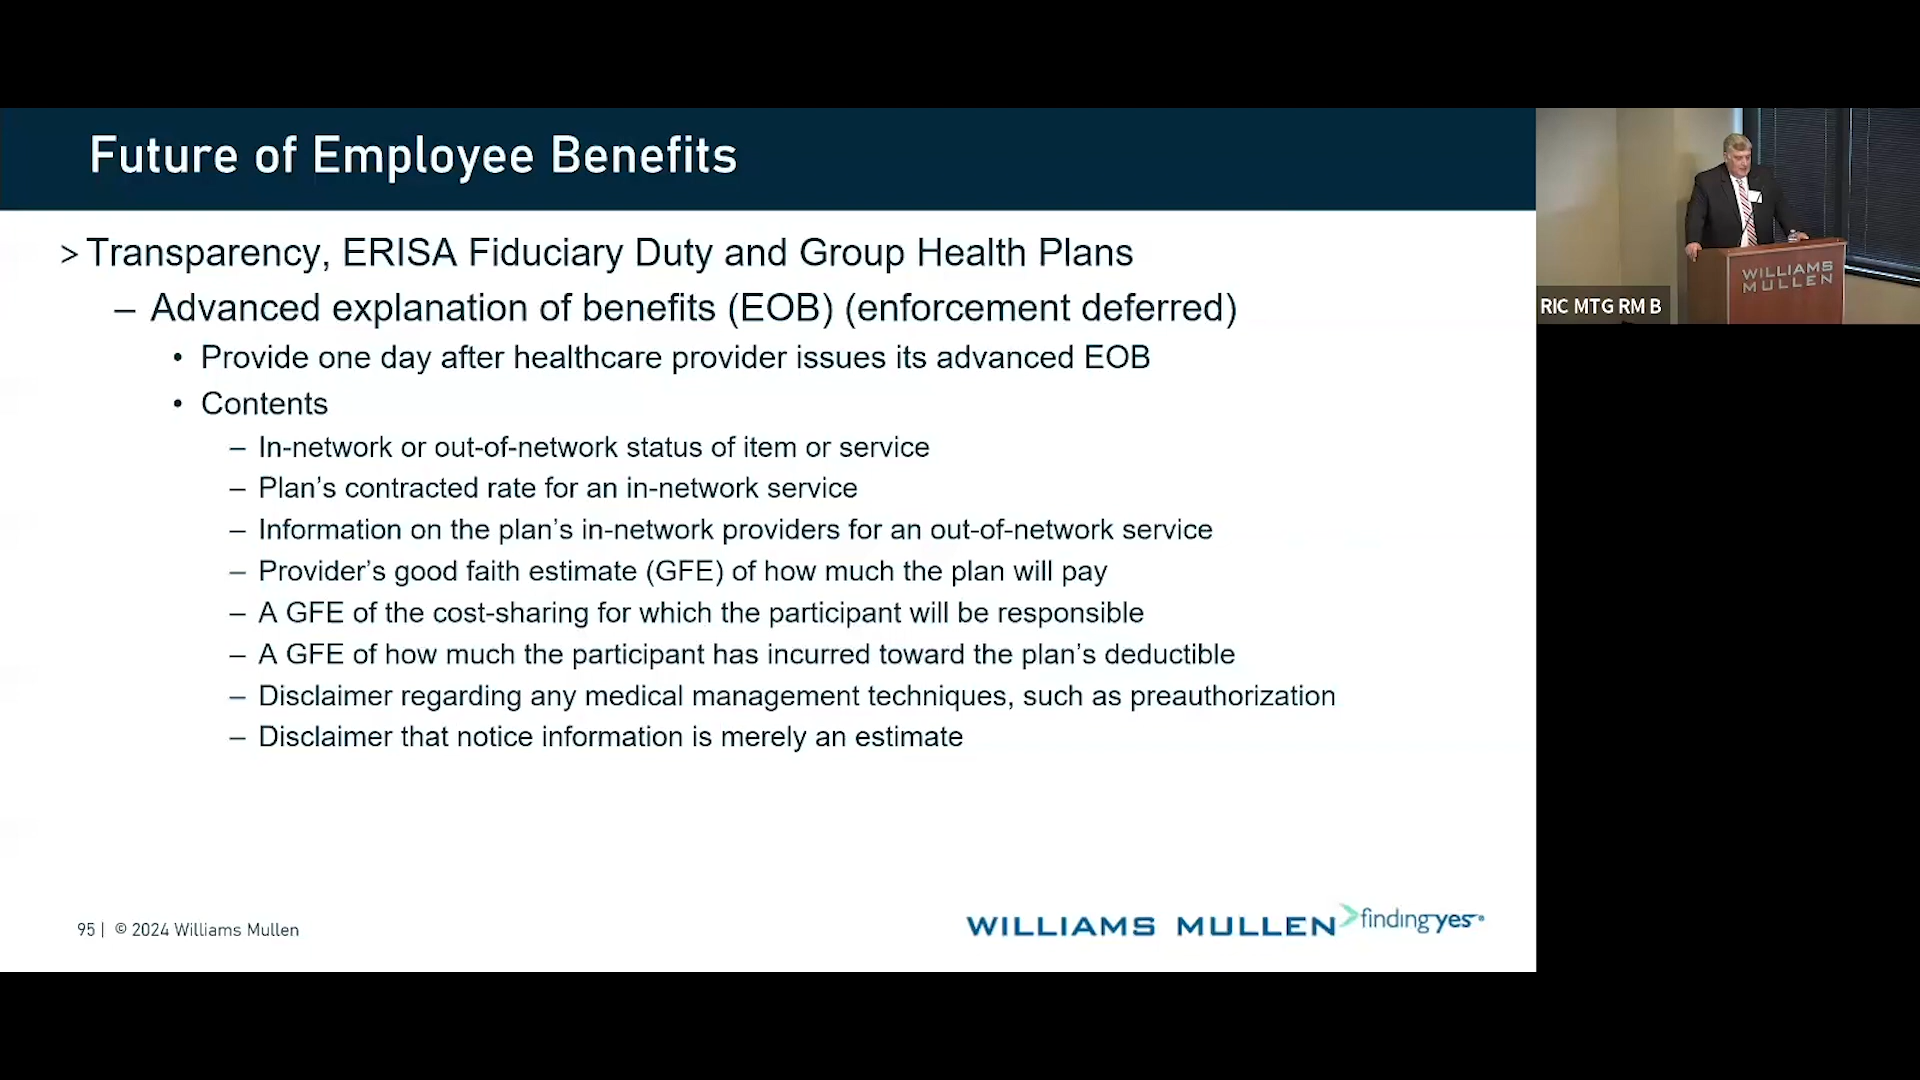 Future of Employee Benefits
> Transparency, ERISA Fiduciary Duty and Group Health Plans
– Advanced explanation of benefits (EOB) (enforcement deferred)
• Provide one day after healthcare provider issues its advanced EOB
• Contents
– In-network or out-of-network status of item or service
– Plan’s contracted rate for an in-network service
– Information on the plan’s in-network providers for an out-of-network service
– Provider’s good faith estimate (GFE) of how much the plan will pay
– A GFE of the cost-sharing for which the participant will be responsible
– A GFE of how much the participant has incurred toward the plan’s deductible
– Disclaimer regarding any medical management techniques, such as preauthorization
– Disclaimer that notice information is merely an estimate
95 | © 2024 Williams Mullen
WILLIAMS MULLEN findingyes
WILLIAMS
MULLEN
RIC MTG RM B